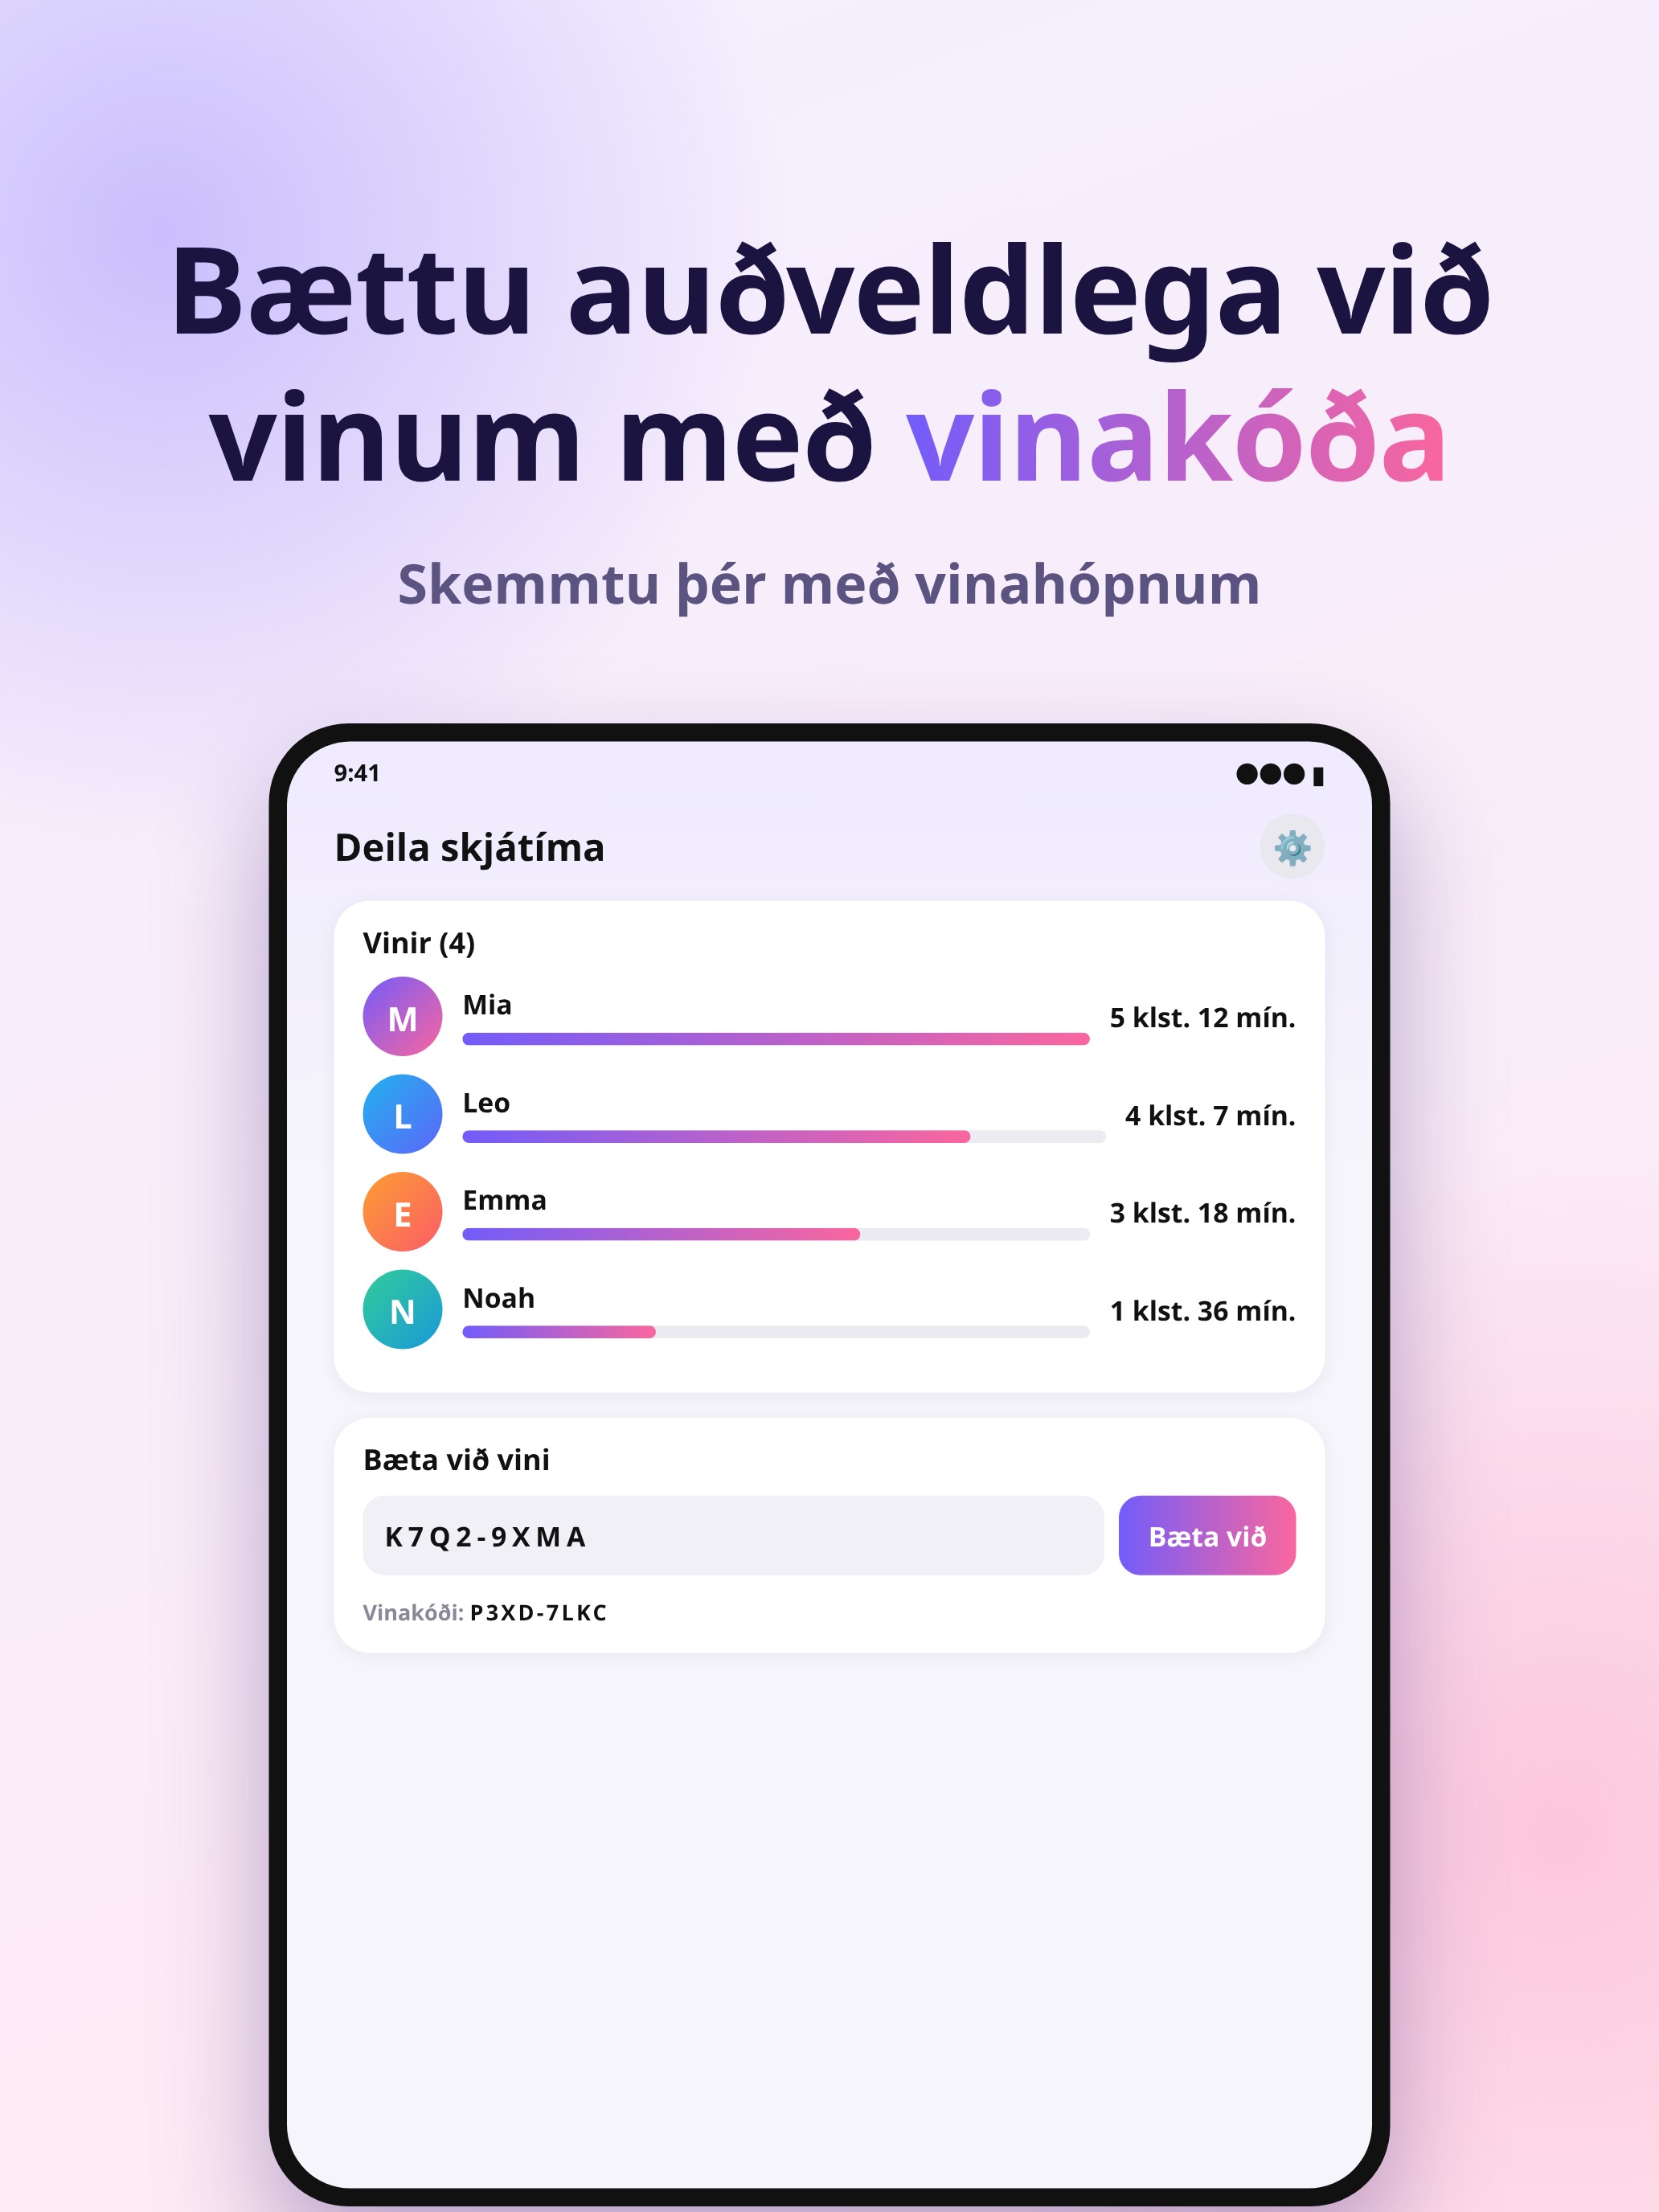 Bættu auðveldlega við
vinum með vinakóða
Skemmtu þér með vinahópnum
9:41
Deila skjátíma
Vinir (4)
M
Mia
5 klst. 12 mín.
L
Leo
4 klst. 7 mín.
E
Emma
3 klst. 18 mín.
N
Noah
1 klst. 36 mín.
Bæta við vini
K7Q2-9XMA
Bæta við
Vinakóði: P3XD-7LKC